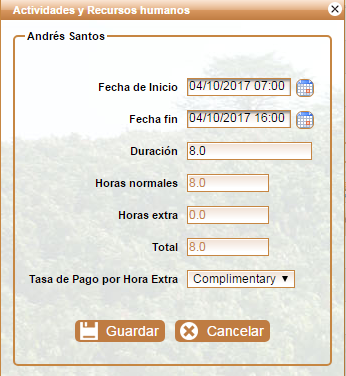 Actividades y Recursos humanos
Andrés Santos
Fecha de Inicio 04/10/2017 07:00
Fecha fin 04/10/2017 16:00
Duración 8.0
Horas normales 8.0
Horas extra 0.0
Total 8.0
Tasa de Pago por Hora Extra Complimentary
Guardar Cancelar